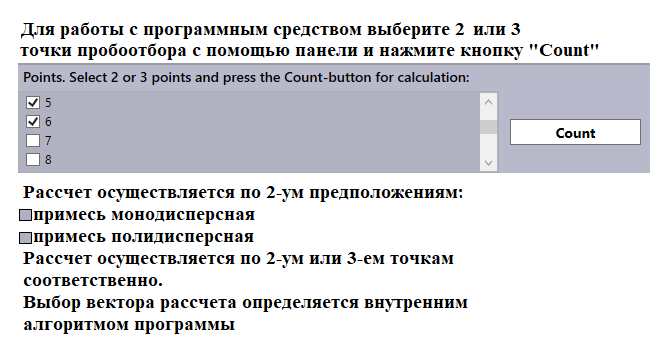 Для работы с программным средством выберите 2 или 3
точки пробоотбора с помощью панели и нажмите кнопку "Count"
Points. Select 2 or 3 points and press the Count-button for calculation:
5
6
7
8
Count
Рассчет осуществляется по 2-ум предположениям:
примесь монодисперсная
примесь полидисперсная
Рассчет осуществляется по 2-ум или 3-ем точкам
соответственно.
Выбор вектора рассчета определяется внутренним
алгоритмом программы